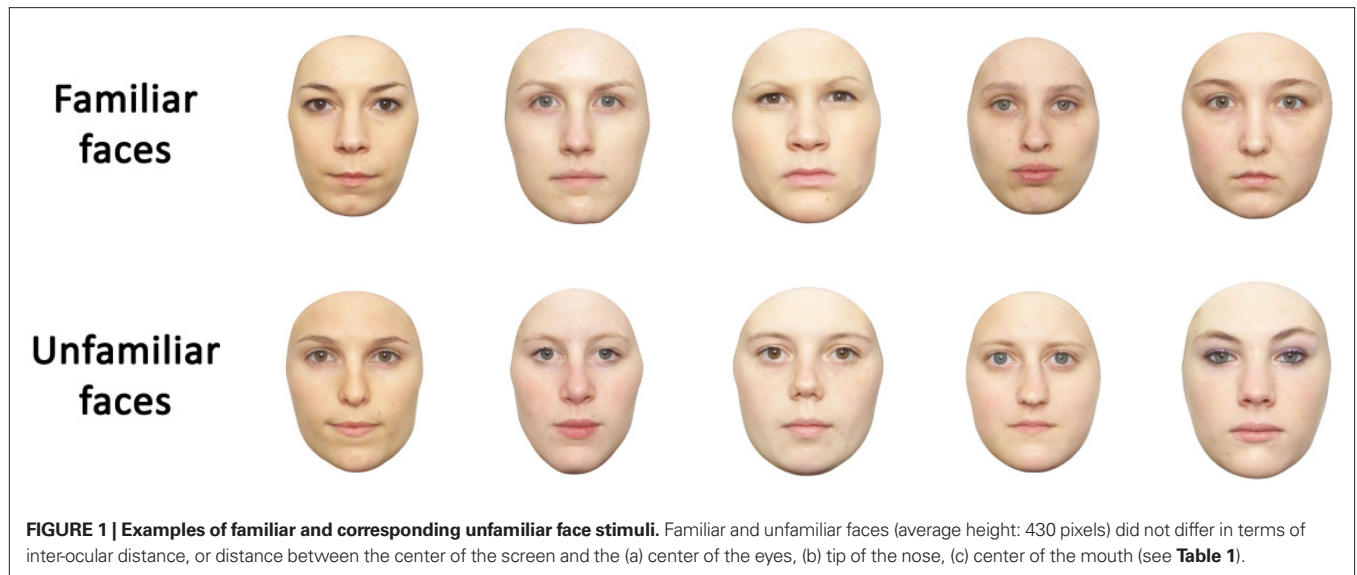 Familiar
faces
Unfamiliar
faces
FIGURE 1 | Examples of familiar and corresponding unfamiliar face stimuli. Familiar and unfamiliar faces (average height: 430 pixels) did not differ in terms of
inter-ocular distance, or distance between the center of the screen and the (a) center of the eyes, (b) tip of the nose, (c) center of the mouth (see Table 1).